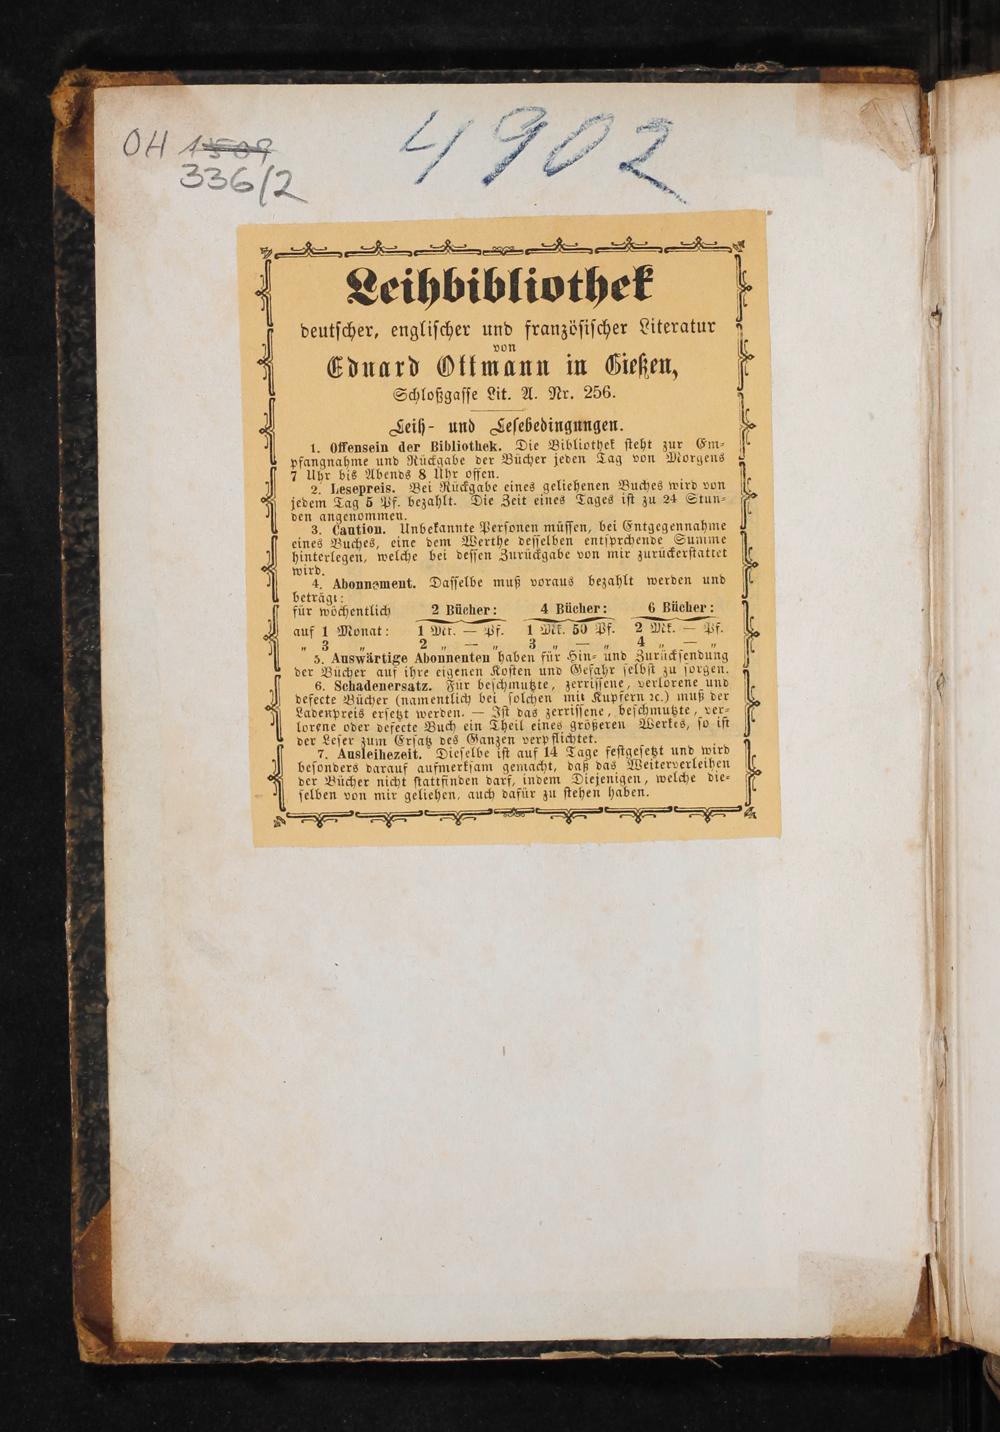 OH 1509
336/2
4902
Leihbibliothek
deutscher, englischer und französischer Literatur
von
Eduard Ottmann in Gießen,
Schloßgasse Lit. A. Nr. 256.
Leih- und Lesebedingungen.
1. Offensein der Bibliothek. Die Bibliothek steht zur Em-
pfangnahme und Rückgabe der Bücher jeden Tag von Morgens
7 Uhr bis Abends 8 Uhr offen.
2. Lesepreis. Bei Rückgabe eines geliehenen Buches wird von
jedem Tag 5 Pf. bezahlt. Die Zeit eines Tages ist zu 24 Stun-
den angenommen.
3. Caution. Unbekannte Personen müssen, bei Entgegennahme
eines Buches, eine dem Werthe desselben entsprchende Summe
hinterlegen, welche bei dessen Zurückgabe von mir zurückerstattet
wird.
4. Abonnement. Dasselbe muß voraus bezahlt werden und
beträgt:
für wöchentlich 2 Bücher: 4 Bücher: 6 Bücher:
auf 1 Monat: 1 Mk. — Pf. 1 Mk. 50 Pf. 2 Mk. — Pf.
„ 3 „ 2 „ — „ 3 „ — „ 4 „ — „
5. Auswärtige Abonnenten haben für Hin- und Zurücksendung
der Bücher auf ihre eigenen Kosten und Gefahr selbst zu sorgen.
6. Schadenersatz. Für beschmutzte, zerrissene, verlorene und
defecte Bücher (namentlich bei solchen mit Kupfern ꝛc.) muß der
Ladenpreis ersetzt werden. — Ist das zerrissene, beschmutzte, ver-
lorene oder defecte Buch ein Theil eines größeren Werkes, so ist
der Leser zum Ersatz des Ganzen verpflichtet.
7. Ausleihezeit. Dieselbe ist auf 14 Tage festgesetzt und wird
besonders darauf aufmerksam gemacht, daß das Weiterverleihen
der Bücher nicht stattfinden darf, indem Diejenigen, welche die-
selben von mir geliehen, auch dafür zu stehen haben.